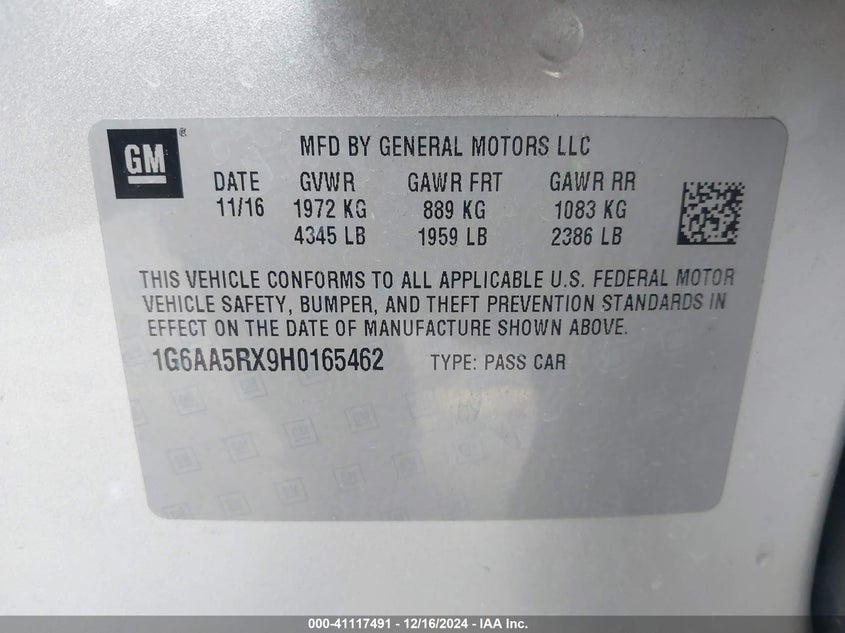 GM ®
MFD BY GENERAL MOTORS LLC
DATE GVWR GAWR FRT GAWR RR
11/16 1972 KG 889 KG 1083 KG
4345 LB 1959 LB 2386 LB
THIS VEHICLE CONFORMS TO ALL APPLICABLE U.S. FEDERAL MOTOR
VEHICLE SAFETY, BUMPER, AND THEFT PREVENTION STANDARDS IN
EFFECT ON THE DATE OF MANUFACTURE SHOWN ABOVE.
1G6AA5RX9H0165462 TYPE: PASS CAR
000-41117491 - 12/16/2024 - IAA Inc.